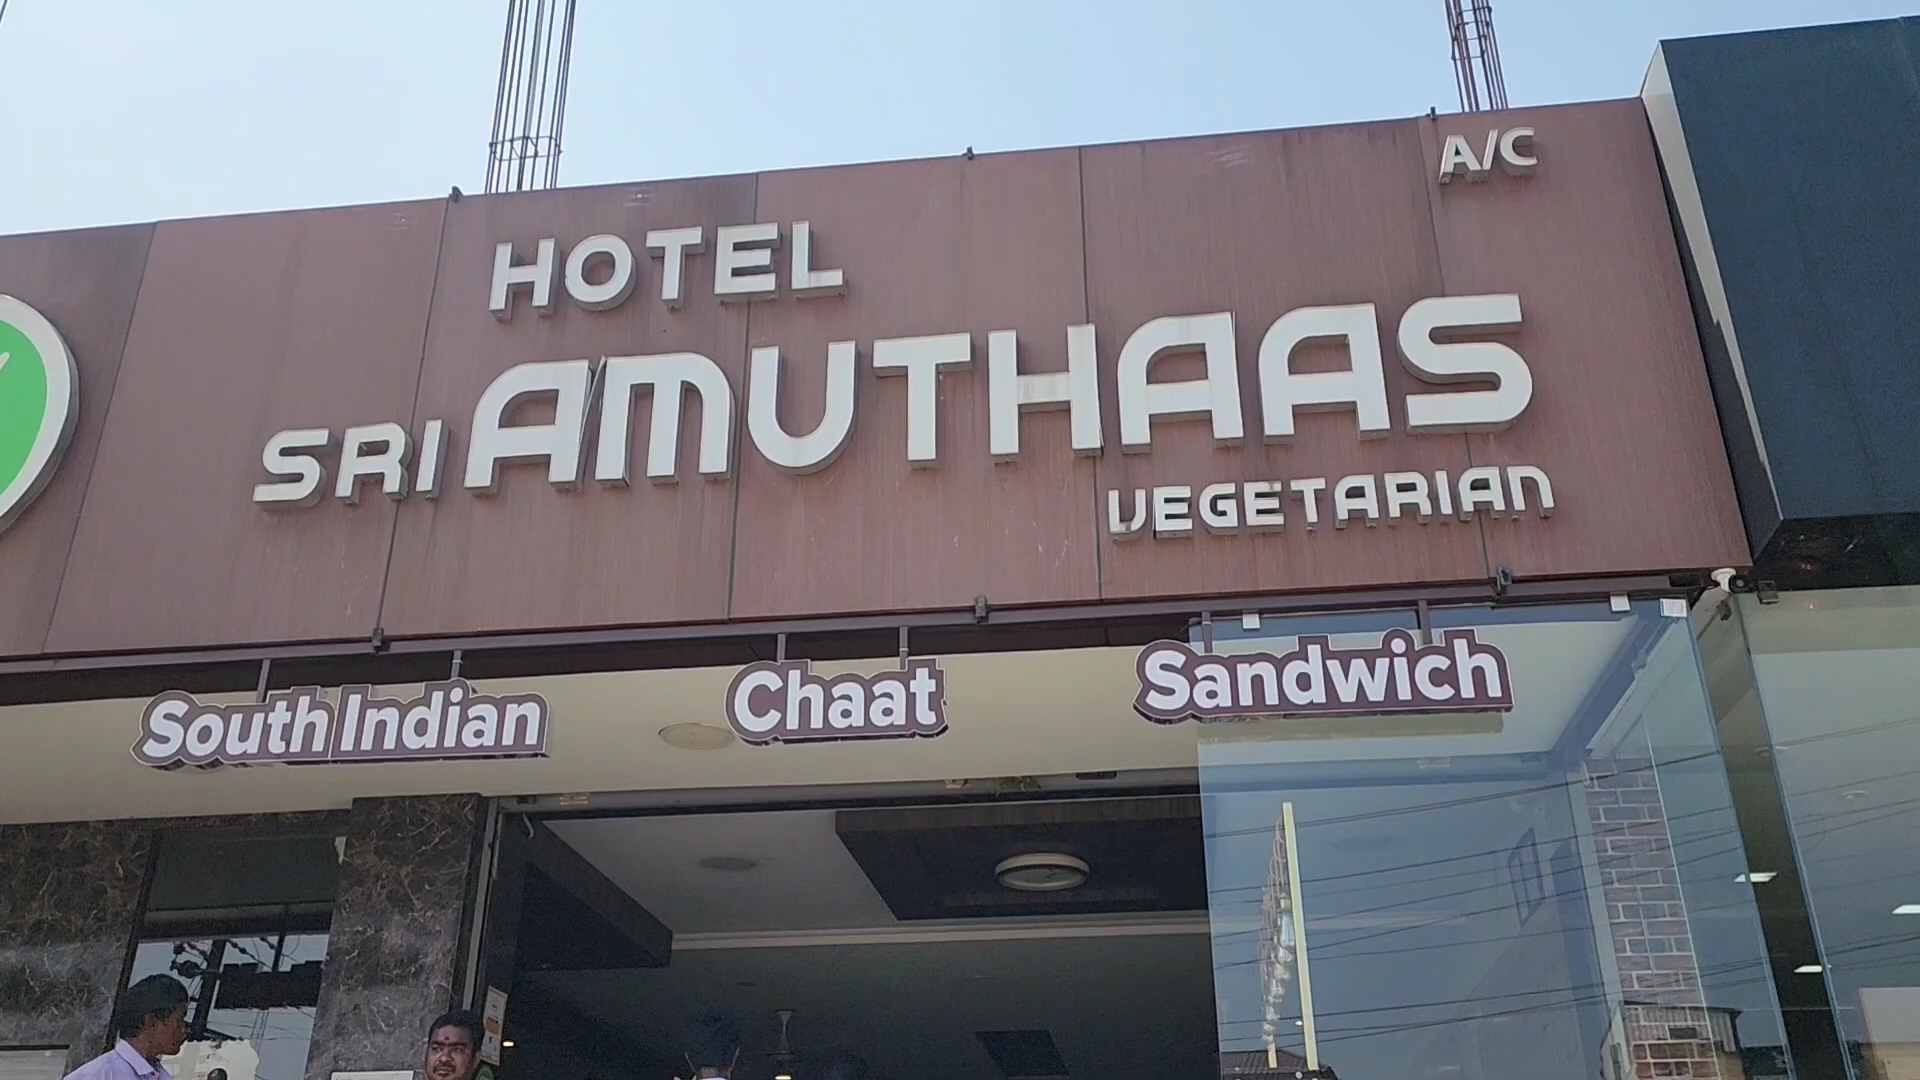 A/C
HOTEL
SRI AMUTHAAS
VEGETARIAN
South Indian
Chaat
Sandwich